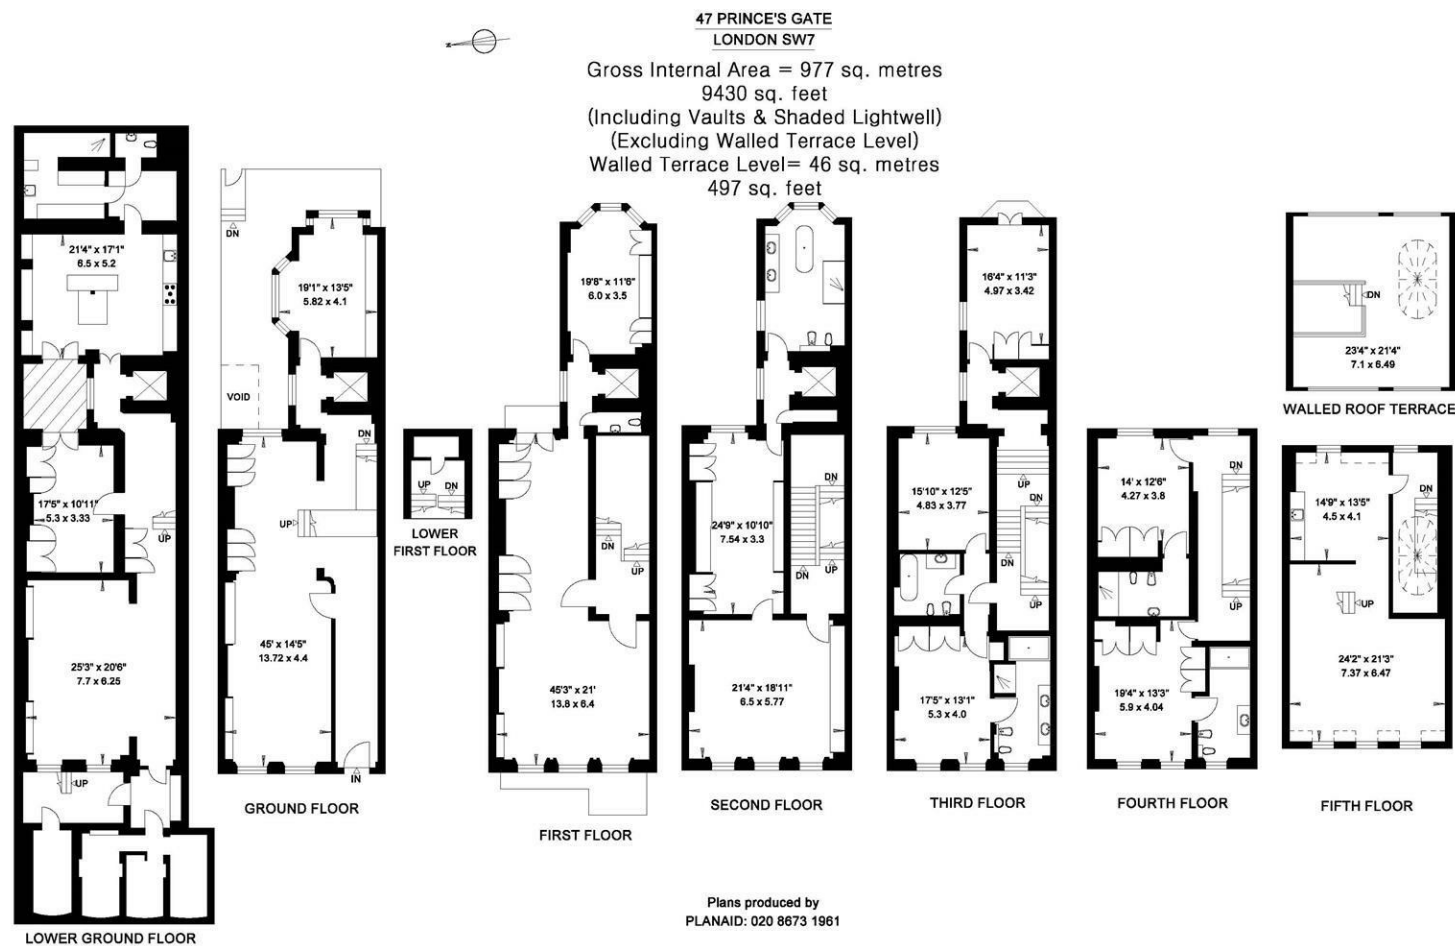 47 PRINCE'S GATE
LONDON SW7
Gross Internal Area = 977 sq. metres
9430 sq. feet
(Including Vaults & Shaded Lightwell)
(Excluding Walled Terrace Level)
Walled Terrace Level= 46 sq. metres
497 sq. feet
21'4" x 17'1"
6.5 x 5.2
17'5" x 10'11"
5.3 x 3.33
UP
25'3" x 20'6"
7.7 x 6.25
UP
LOWER GROUND FLOOR
DN
19'1" x 13'5"
5.82 x 4.1
VOID
DN
UP
45' x 14'5"
13.72 x 4.4
IN
GROUND FLOOR
UP
DN
LOWER
FIRST FLOOR
19'8" x 11'6"
6.0 x 3.5
DN
UP
45'3" x 21'
13.8 x 6.4
FIRST FLOOR
24'9" x 10'10"
7.54 x 3.3
DN
DN
UP
21'4" x 18'11"
6.5 x 5.77
SECOND FLOOR
16'4" x 11'3"
4.97 x 3.42
15'10" x 12'5"
4.83 x 3.77
UP
DN
DN
UP
17'5" x 13'1"
5.3 x 4.0
THIRD FLOOR
14' x 12'6"
4.27 x 3.8
DN
UP
19'4" x 13'3"
5.9 x 4.04
FOURTH FLOOR
DN
23'4" x 21'4"
7.1 x 6.49
WALLED ROOF TERRACE
14'9" x 13'5"
4.5 x 4.1
DN
UP
24'2" x 21'3"
7.37 x 6.47
FIFTH FLOOR
Plans produced by
PLANAID: 020 8673 1961